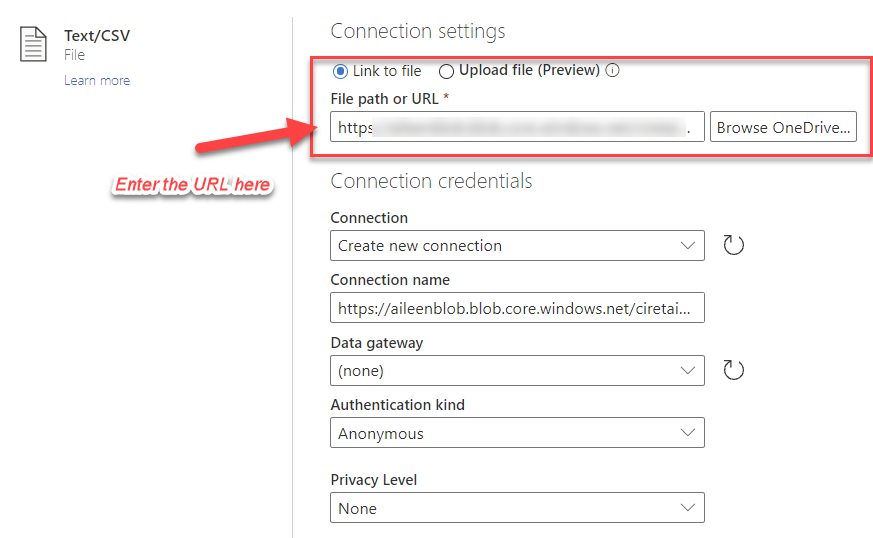 Text/CSV
File
Learn more
Connection settings
Link to file
Upload file (Preview)
File path or URL *
https
Browse OneDrive...
Enter the URL here
Connection credentials
Connection
Create new connection
Connection name
https://aileenblob.blob.core.windows.net/ciretai...
Data gateway
(none)
Authentication kind
Anonymous
Privacy Level
None